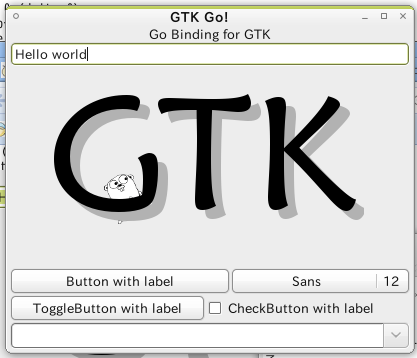 GTK Go!
Go Binding for GTK
Hello world
GTK
Button with label
Sans 12
ToggleButton with label
CheckButton with label